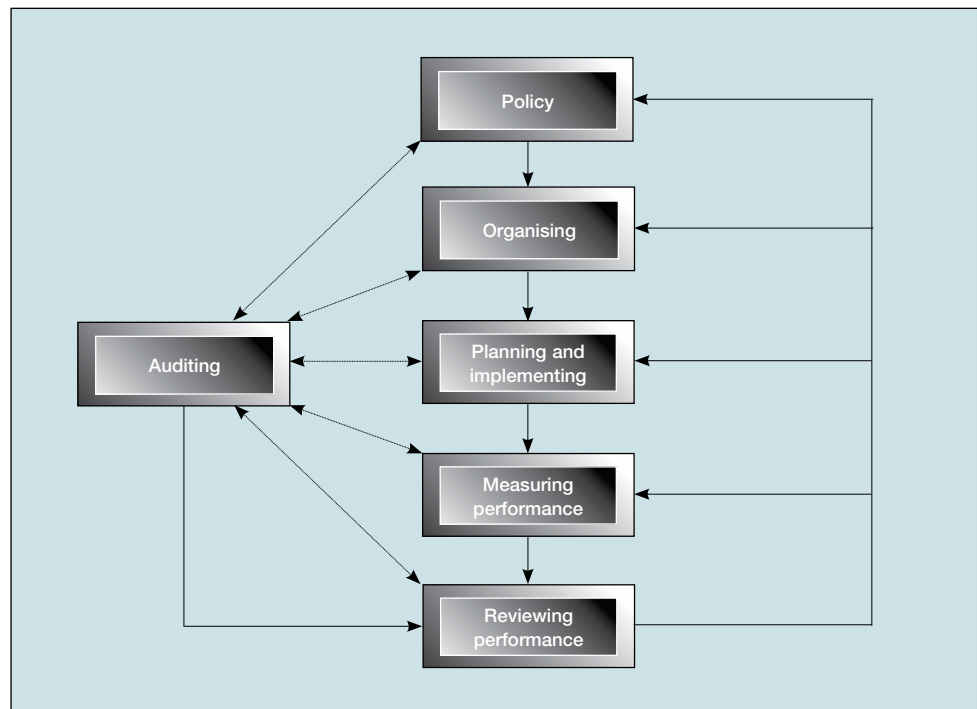 Policy
Organising
Auditing
Planning and
implementing
Measuring
performance
Reviewing
performance